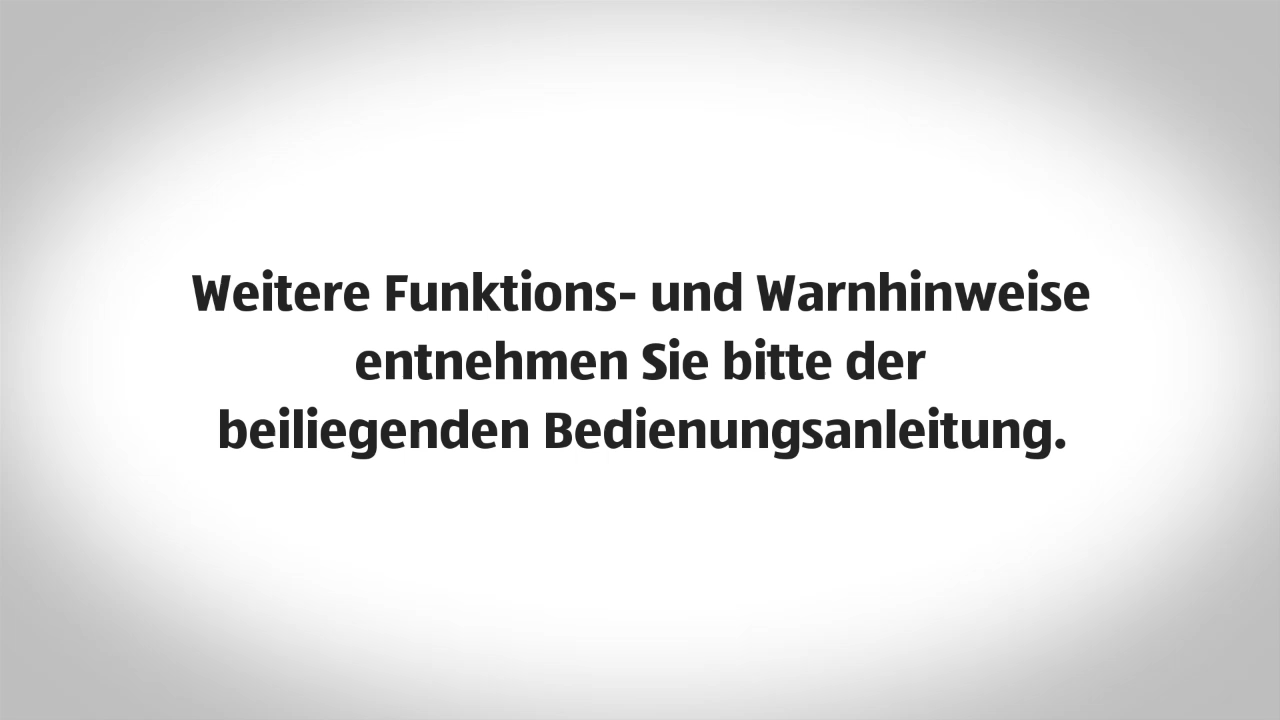 Weitere Funktions- und Warnhinweise
entnehmen Sie bitte der
beiliegenden Bedienungsanleitung.